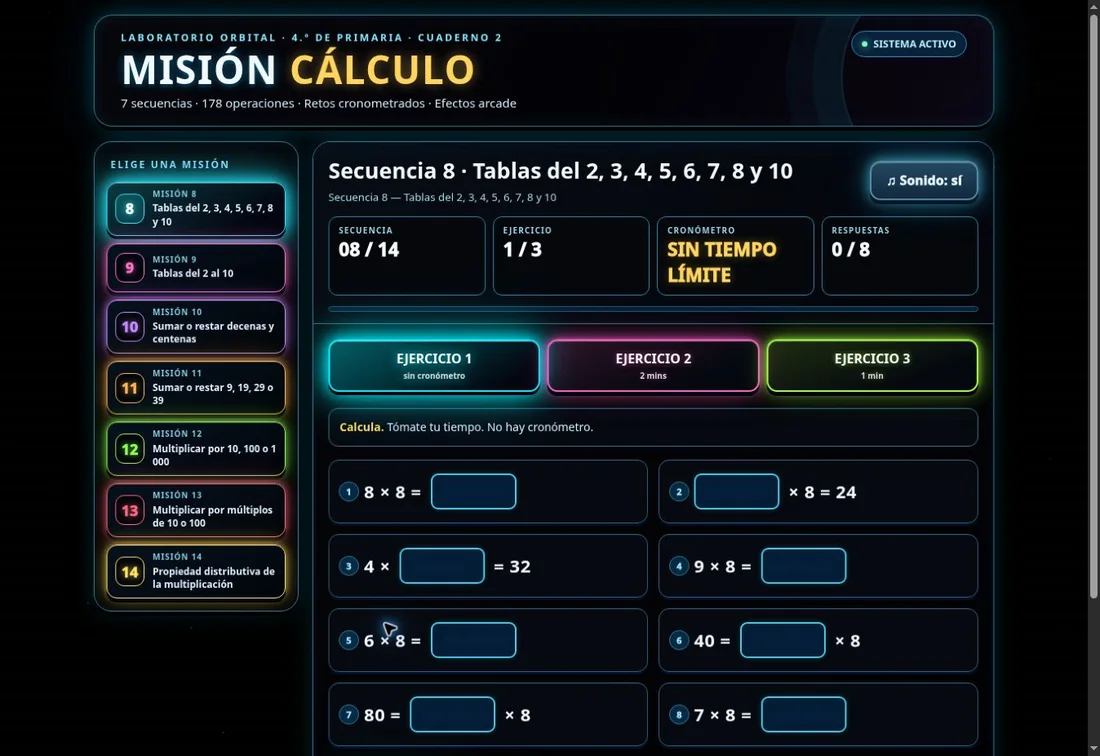 LABORATORIO ORBITAL · 4.º DE PRIMARIA · CUADERNO 2
MISIÓN CÁLCULO
7 secuencias · 178 operaciones · Retos cronometrados · Efectos arcade
SISTEMA ACTIVO
ELIGE UNA MISIÓN
8
MISIÓN 8
Tablas del 2, 3, 4, 5, 6, 7, 8
y 10
9
MISIÓN 9
Tablas del 2 al 10
10
MISIÓN 10
Sumar o restar decenas y
centenas
11
MISIÓN 11
Sumar o restar 9, 19, 29 o
39
12
MISIÓN 12
Multiplicar por 10, 100 o 1
000
13
MISIÓN 13
Multiplicar por múltiplos
de 10 o 100
14
MISIÓN 14
Propiedad distributiva de
la multiplicación
Secuencia 8 · Tablas del 2, 3, 4, 5, 6, 7, 8 y 10
Secuencia 8 — Tablas del 2, 3, 4, 5, 6, 7, 8 y 10
♫ Sonido: sí
SECUENCIA
08 / 14
EJERCICIO
1 / 3
CRONÓMETRO
SIN TIEMPO
LÍMITE
RESPUESTAS
0 / 8
EJERCICIO 1
sin cronómetro
EJERCICIO 2
2 mins
EJERCICIO 3
1 min
Calcula. Tómate tu tiempo. No hay cronómetro.
1 8 × 8 =
2 × 8 = 24
3 4 × = 32
4 9 × 8 =
5 6 × 8 =
6 40 = × 8
7 80 = × 8
8 7 × 8 =